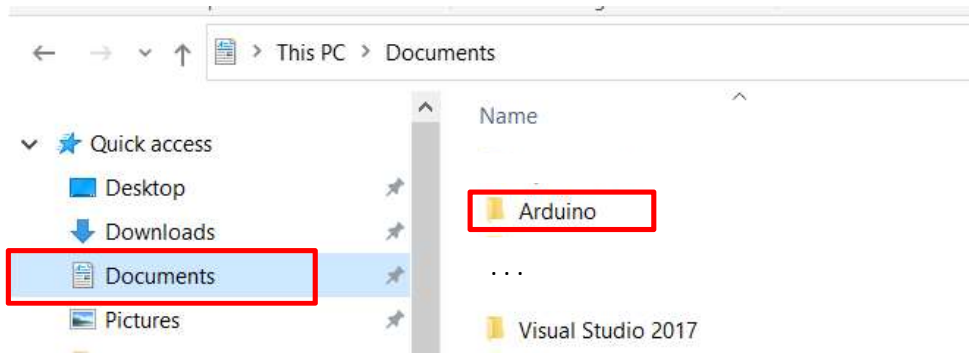 This PC > Documents
Name
Quick access
Desktop
Arduino
Downloads
...
Documents
Pictures
Visual Studio 2017